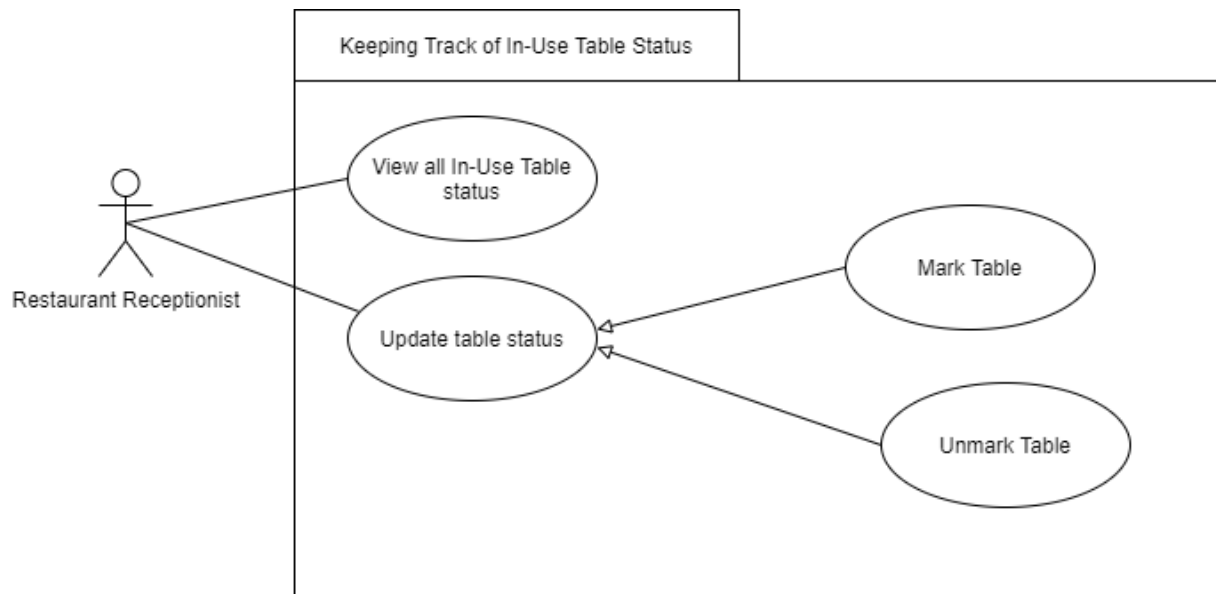 Keeping Track of In-Use Table Status
View all In-Use Table
status
Mark Table
Restaurant Receptionist
Update table status
Unmark Table